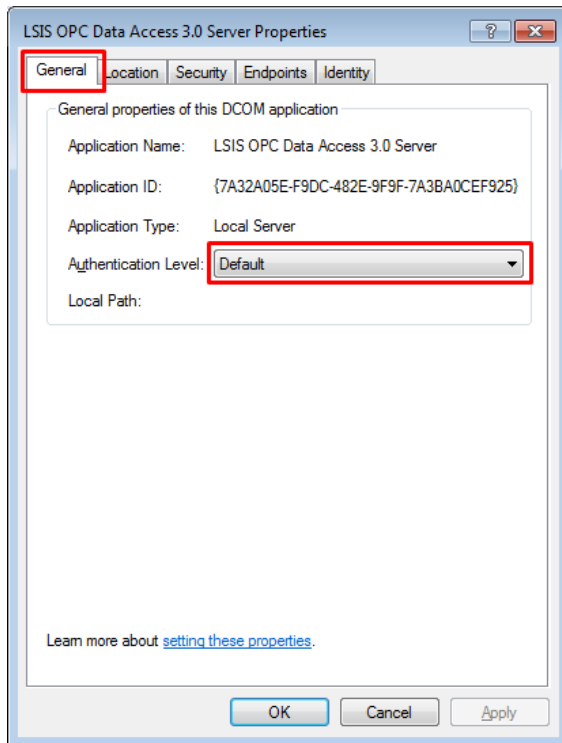 LSIS OPC Data Access 3.0 Server Properties
General Location Security Endpoints Identity
General properties of this DCOM application
Application Name: LSIS OPC Data Access 3.0 Server
Application ID: {7A32A05E-F9DC-482E-9F9F-7A3BA0CEF925}
Application Type: Local Server
Authentication Level: Default
Local Path:
Learn more about setting these properties.
OK Cancel Apply